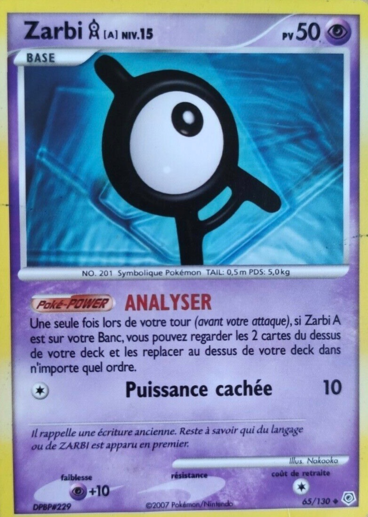 Zarbi A [A] NIV.15 PV 50
BASE
NO. 201 Symbolique Pokémon TAIL: 0,5m PDS: 5,0kg
Poké-POWER ANALYSER
Une seule fois lors de votre tour (avant votre attaque), si Zarbi A
est sur votre Banc, vous pouvez regarder les 2 cartes du dessus
de votre deck et les replacer au dessus de votre deck dans
n'importe quel ordre.
Puissance cachée 10
Il rappelle une écriture ancienne. Reste à savoir qui du langage
ou de ZARBI est apparu en premier.
Illus. Nakaoka
faiblesse résistance coût de retraite
+10
DPBP#229 ©2007 Pokémon/Nintendo 65/130